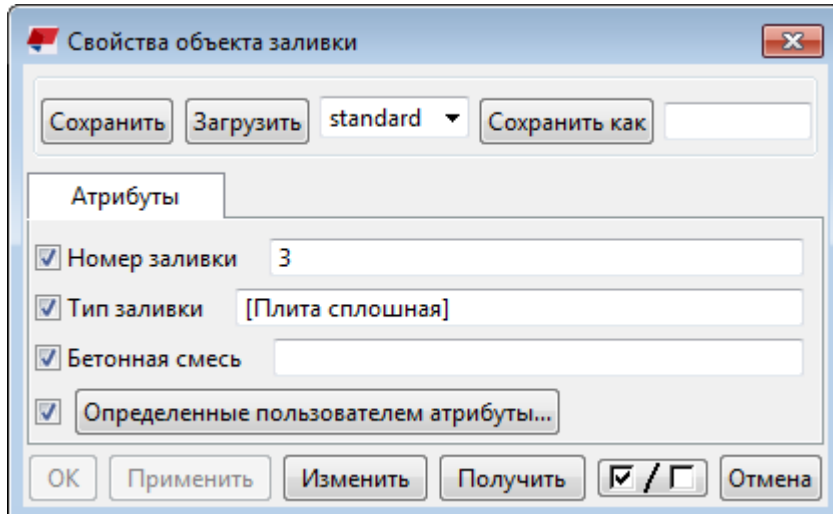 Свойства объекта заливки
Сохранить Загрузить standard Сохранить как
Атрибуты
Номер заливки 3
Тип заливки [Плита сплошная]
Бетонная смесь
Определенные пользователем атрибуты...
ОК Применить Изменить Получить / Отмена